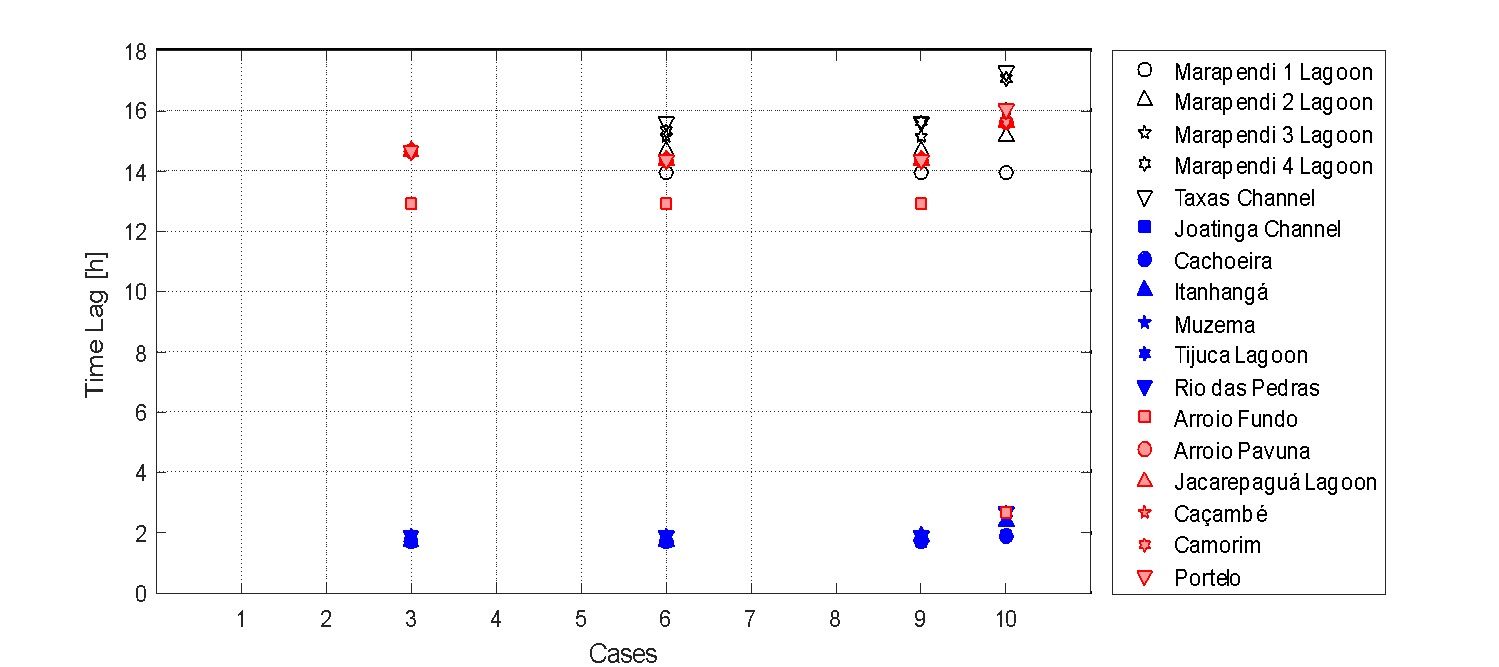 18
16
14
12
10
8
6
4
2
0
Time Lag [h]
1 2 3 4 5 6 7 8 9 10
Cases
Marapendi 1 Lagoon
Marapendi 2 Lagoon
Marapendi 3 Lagoon
Marapendi 4 Lagoon
Taxas Channel
Joatinga Channel
Cachoeira
Itanhangá
Muzema
Tijuca Lagoon
Rio das Pedras
Arroio Fundo
Arroio Pavuna
Jacarepaguá Lagoon
Caçambé
Camorim
Portelo